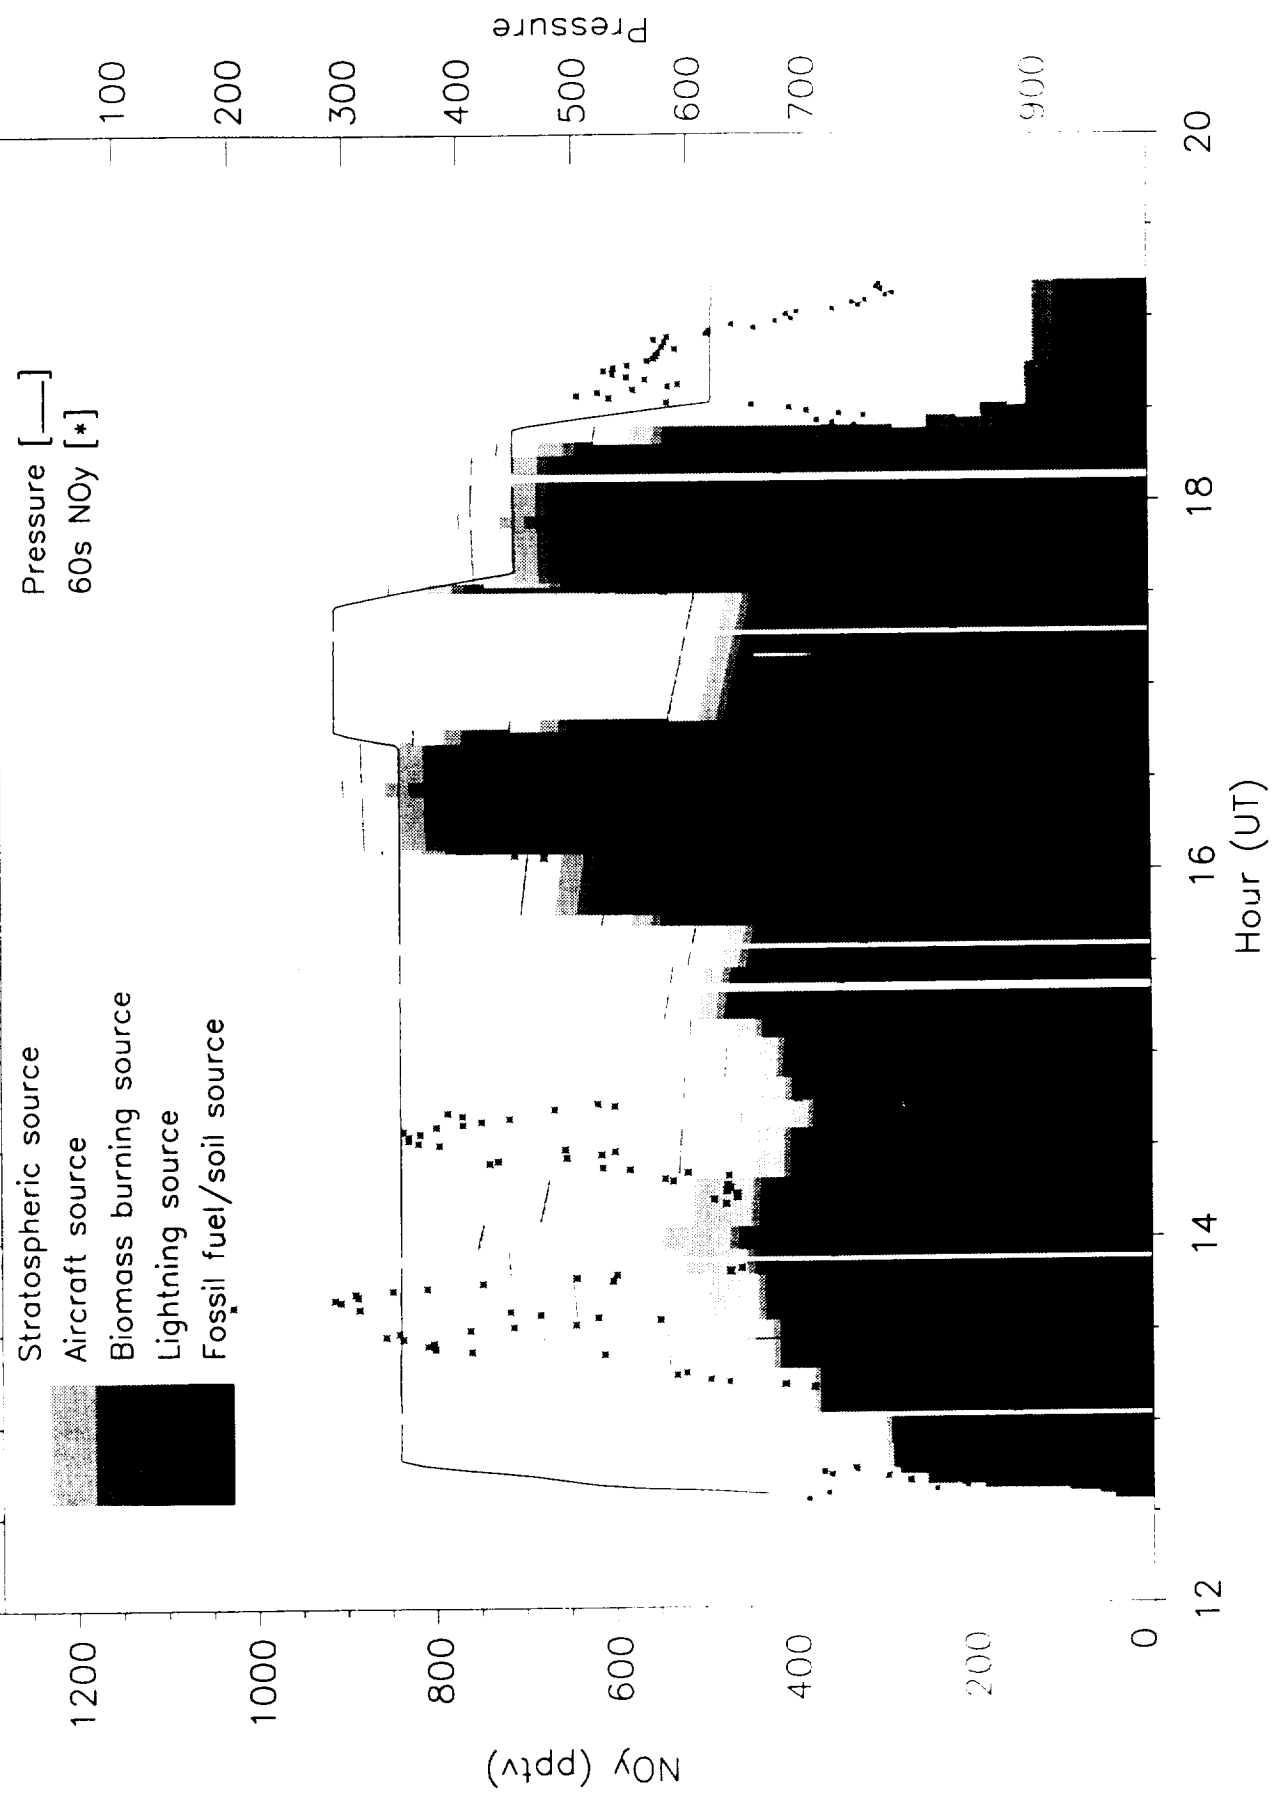 Stratospheric source
Aircraft source
Biomass burning source
Lightning source
Fossil fuel/soil source
Pressure [___]
60s NOy [*]
NOy (pptv)
1200
1000
800
600
400
200
0
12
14
16
18
20
Hour (UT)
100
200
300
400
500
600
700
900
Pressure